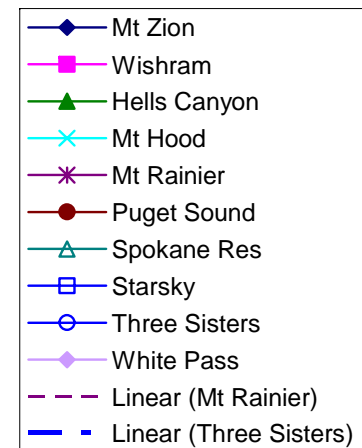 Mt Zion
Wishram
Hells Canyon
Mt Hood
Mt Rainier
Puget Sound
Spokane Res
Starsky
Three Sisters
White Pass
Linear (Mt Rainier)
Linear (Three Sisters)